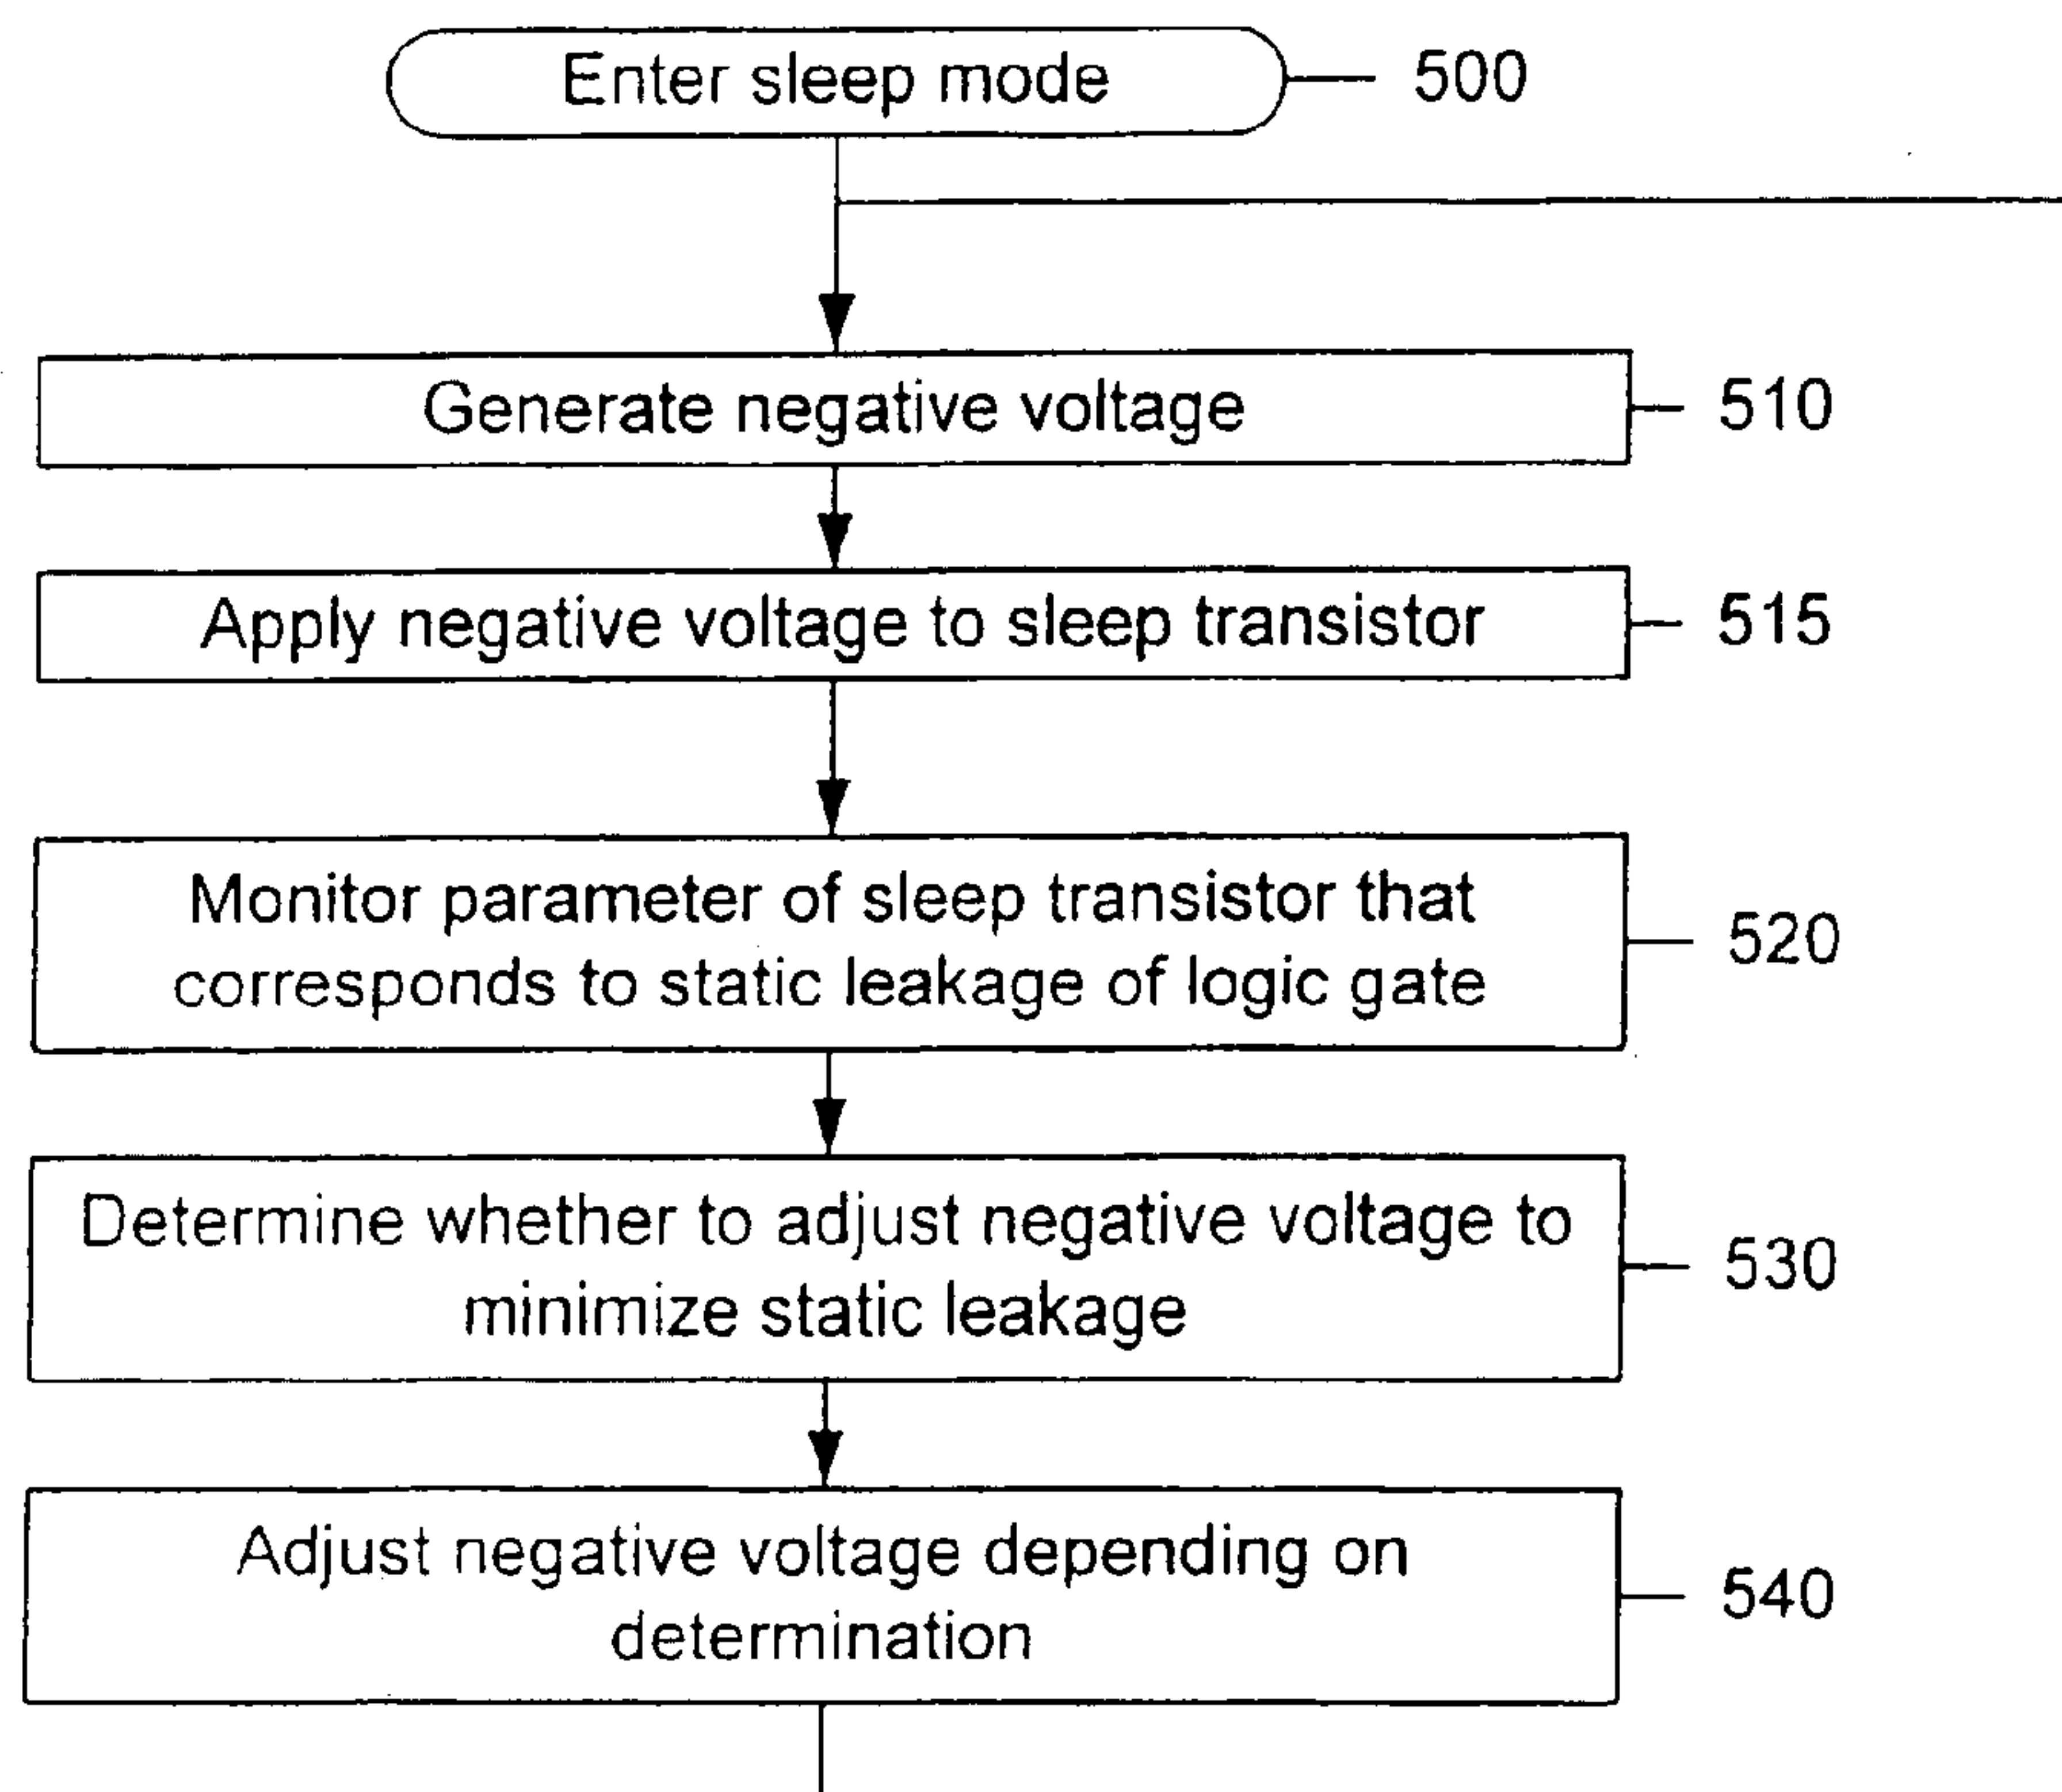 Enter sleep mode
500
Generate negative voltage
510
Apply negative voltage to sleep transistor
515
Monitor parameter of sleep transistor that
corresponds to static leakage of logic gate
520
Determine whether to adjust negative voltage to
minimize static leakage
530
Adjust negative voltage depending on
determination
540